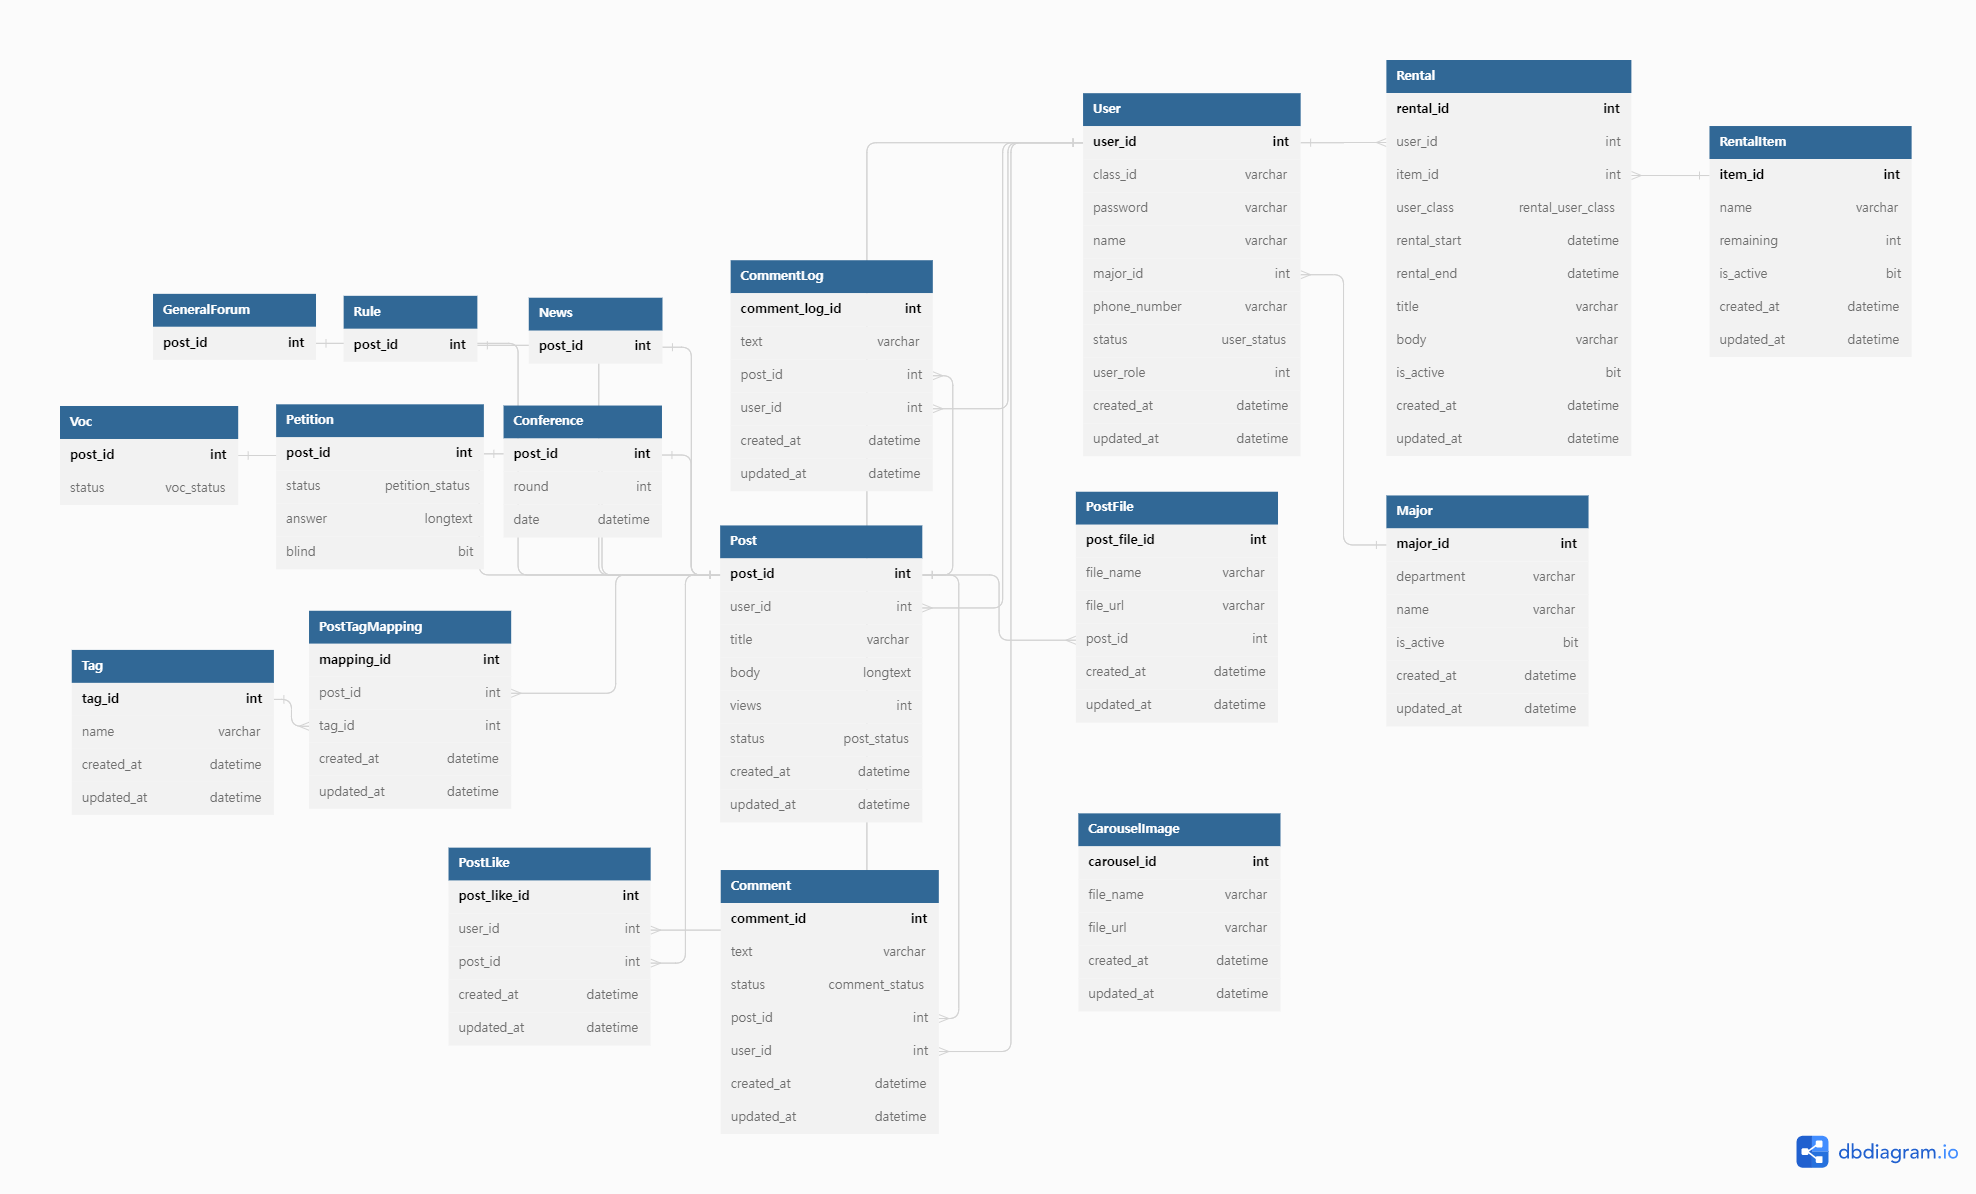 Rental
rental_id int
user_id int
item_id int
user_class rental_user_class
rental_start datetime
rental_end datetime
title varchar
body varchar
is_active bit
created_at datetime
updated_at datetime
User
user_id int
class_id varchar
password varchar
name varchar
major_id int
phone_number varchar
status user_status
user_role int
created_at datetime
updated_at datetime
RentalItem
item_id int
name varchar
remaining int
is_active bit
created_at datetime
updated_at datetime
CommentLog
comment_log_id int
text varchar
post_id int
user_id int
created_at datetime
updated_at datetime
GeneralForum
post_id int
Rule
post_id int
News
post_id int
Voc
post_id int
status voc_status
Petition
post_id int
status petition_status
answer longtext
blind bit
Conference
post_id int
round int
date datetime
PostFile
post_file_id int
file_name varchar
file_url varchar
post_id int
created_at datetime
updated_at datetime
Major
major_id int
department varchar
name varchar
is_active bit
created_at datetime
updated_at datetime
Post
post_id int
user_id int
title varchar
body longtext
views int
status post_status
created_at datetime
updated_at datetime
PostTagMapping
mapping_id int
post_id int
tag_id int
created_at datetime
updated_at datetime
Tag
tag_id int
name varchar
created_at datetime
updated_at datetime
PostLike
post_like_id int
user_id int
post_id int
created_at datetime
updated_at datetime
Comment
comment_id int
text varchar
status comment_status
post_id int
user_id int
created_at datetime
updated_at datetime
CarouselImage
carousel_id int
file_name varchar
file_url varchar
created_at datetime
updated_at datetime
dbdiagram.io